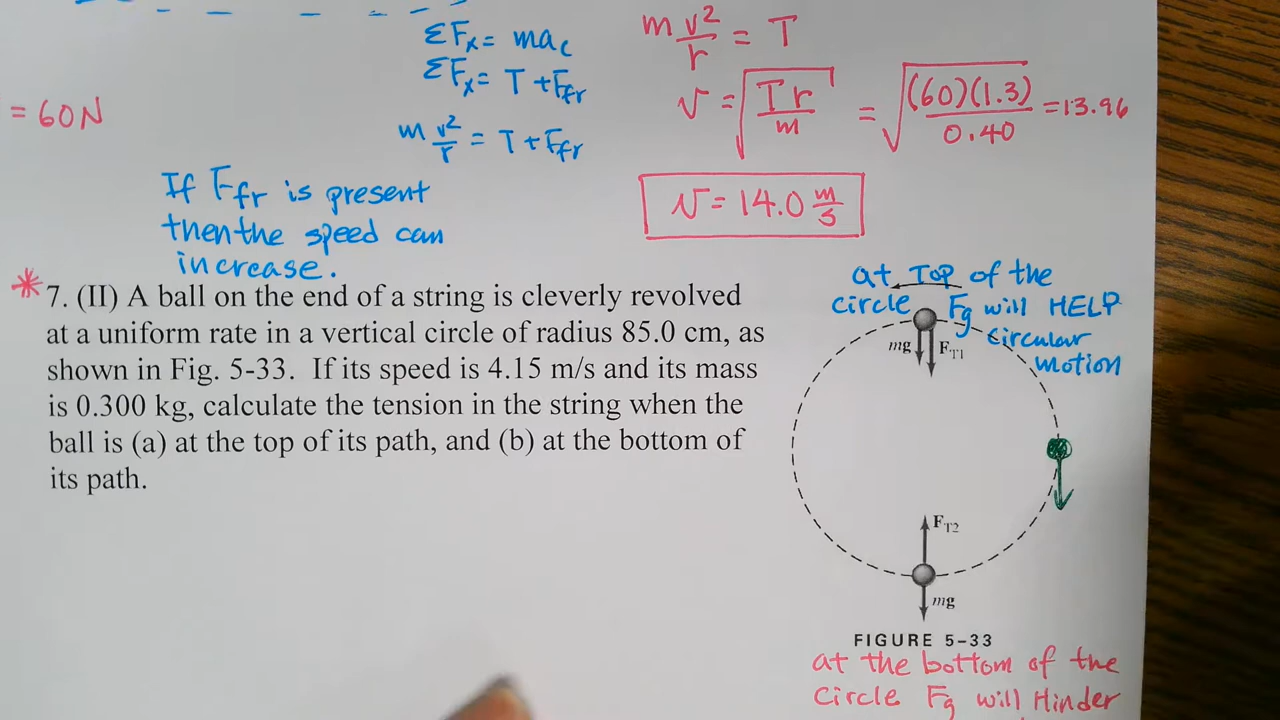 ΣFx = mac
ΣFx = T + Ffr
m v²/r = T + Ffr
= 60N
If Ffr is present
then the speed can
increase.
m v²/r = T
v = √(Tr/m) = √((60)(1.3)/0.40) = 13.96
v = 14.0 m/s
* 7. (II) A ball on the end of a string is cleverly revolved
at a uniform rate in a vertical circle of radius 85.0 cm, as
shown in Fig. 5-33. If its speed is 4.15 m/s and its mass
is 0.300 kg, calculate the tension in the string when the
ball is (a) at the top of its path, and (b) at the bottom of
its path.
at TOP of the
circle Fg will HELP
circular
motion
mg FT1
FT2
mg
FIGURE 5-33
at the bottom of the
circle Fg will Hinder